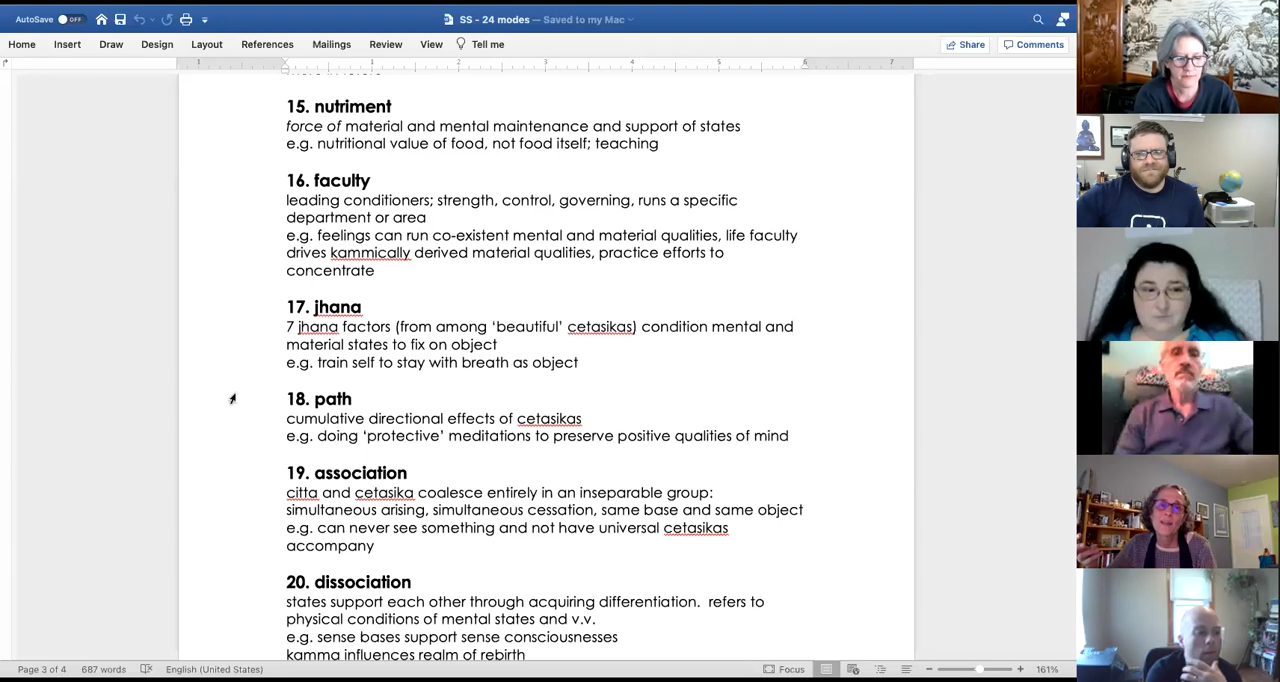 AutoSave OFF
SS - 24 modes — Saved to my Mac
Home Insert Draw Design Layout References Mailings Review View Tell me Share Comments
1 1 2 3 4 5 6 7
15. nutriment
force of material and mental maintenance and support of states
e.g. nutritional value of food, not food itself; teaching
16. faculty
leading conditioners; strength, control, governing, runs a specific
department or area
e.g. feelings can run co-existent mental and material qualities, life faculty
drives kammically derived material qualities, practice efforts to
concentrate
17. jhana
7 jhana factors (from among ‘beautiful’ cetasikas) condition mental and
material states to fix on object
e.g. train self to stay with breath as object
18. path
cumulative directional effects of cetasikas
e.g. doing ‘protective’ meditations to preserve positive qualities of mind
19. association
citta and cetasika coalesce entirely in an inseparable group:
simultaneous arising, simultaneous cessation, same base and same object
e.g. can never see something and not have universal cetasikas
accompany
20. dissociation
states support each other through acquiring differentiation. refers to
physical conditions of mental states and v.v.
e.g. sense bases support sense consciousnesses
kamma influences realm of rebirth
Page 3 of 4 687 words English (United States) Focus 161%